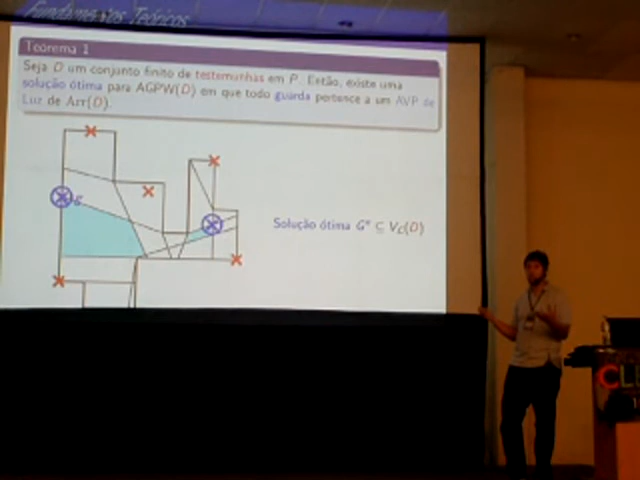 Fundamentos Teóricos
Teorema 1
Seja D um conjunto finito de testemunhas em P. Então, existe uma
solução ótima para AGPW(D) em que todo guarda pertence a um AVP de
Luz de Arr(D).
g
Solução ótima G* ⊆ V_C(D)
CL